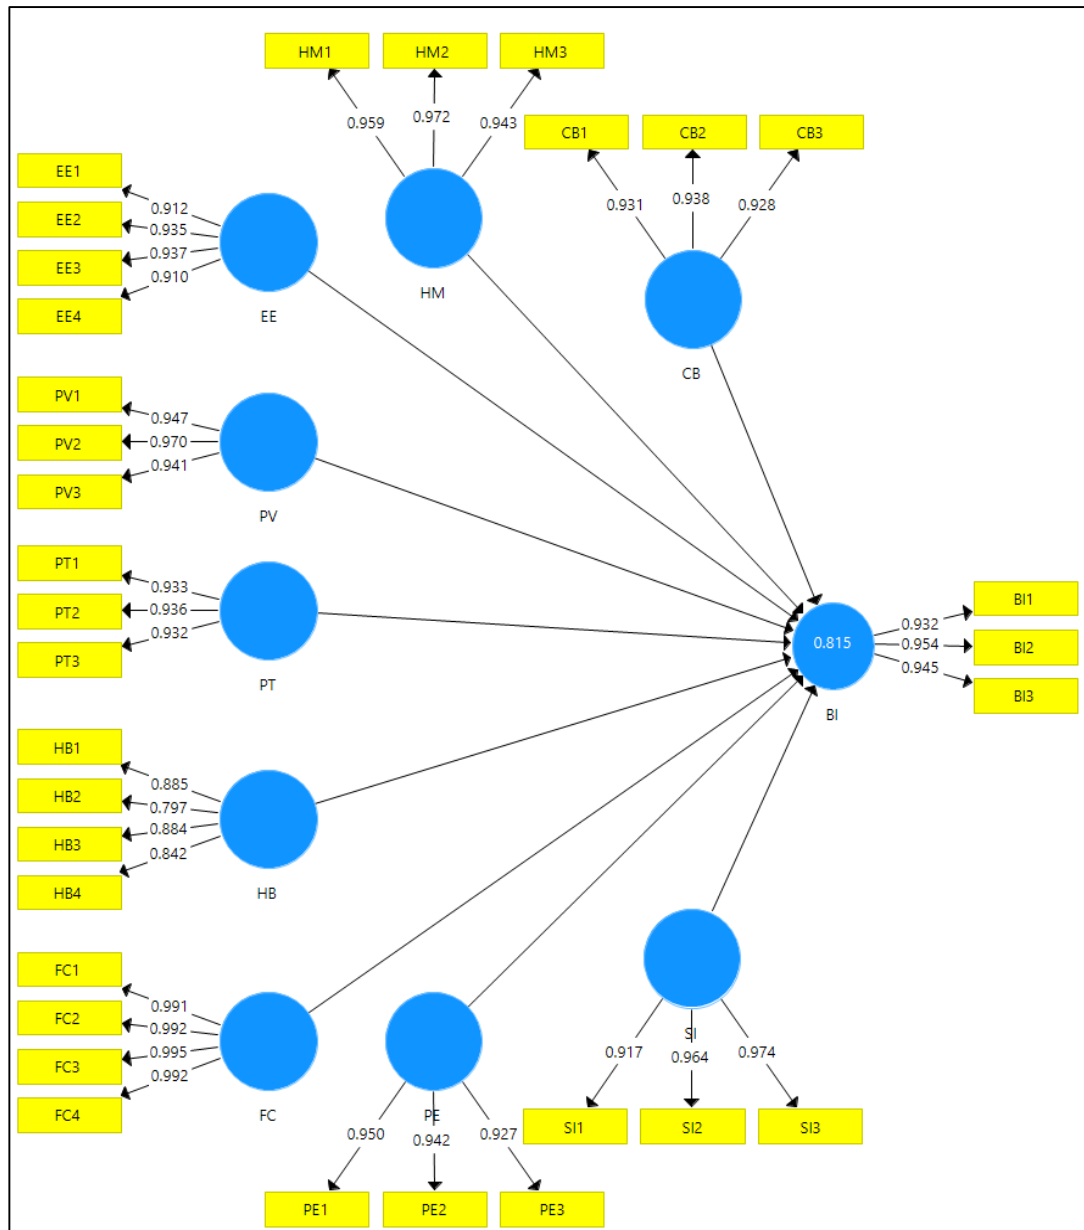 HM1 HM2 HM3
0.959 0.972 0.943
HM
CB1 CB2 CB3
0.931 0.938 0.928
CB
EE1
EE2
EE3
EE4
0.912
0.935
0.937
0.910
EE
PV1
PV2
PV3
0.947
0.970
0.941
PV
PT1
PT2
PT3
0.933
0.936
0.932
PT
HB1
HB2
HB3
HB4
0.885
0.797
0.884
0.842
HB
FC1
FC2
FC3
FC4
0.991
0.992
0.995
0.992
FC
PE
0.950 0.942 0.927
PE1 PE2 PE3
SI
0.917 0.964 0.974
SI1 SI2 SI3
0.815
BI
0.932
0.954
0.945
BI1
BI2
BI3